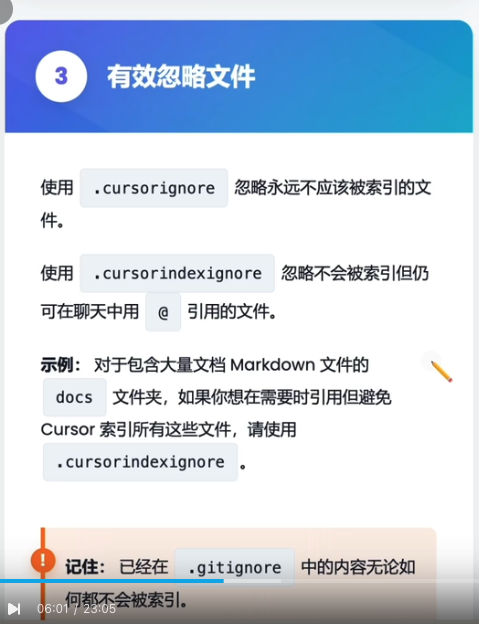 3 有效忽略文件
使用 .cursorignore 忽略永远不应该被索引的文
件。
使用 .cursorindexignore 忽略不会被索引但仍
可在聊天中用 @ 引用的文件。
示例： 对于包含大量文档 Markdown 文件的
docs 文件夹，如果你想在需要时引用但避免
Cursor 索引所有这些文件，请使用
.cursorindexignore 。
! 记住： 已经在 .gitignore 中的内容无论如
何都不会被索引。
06:01 / 23:05